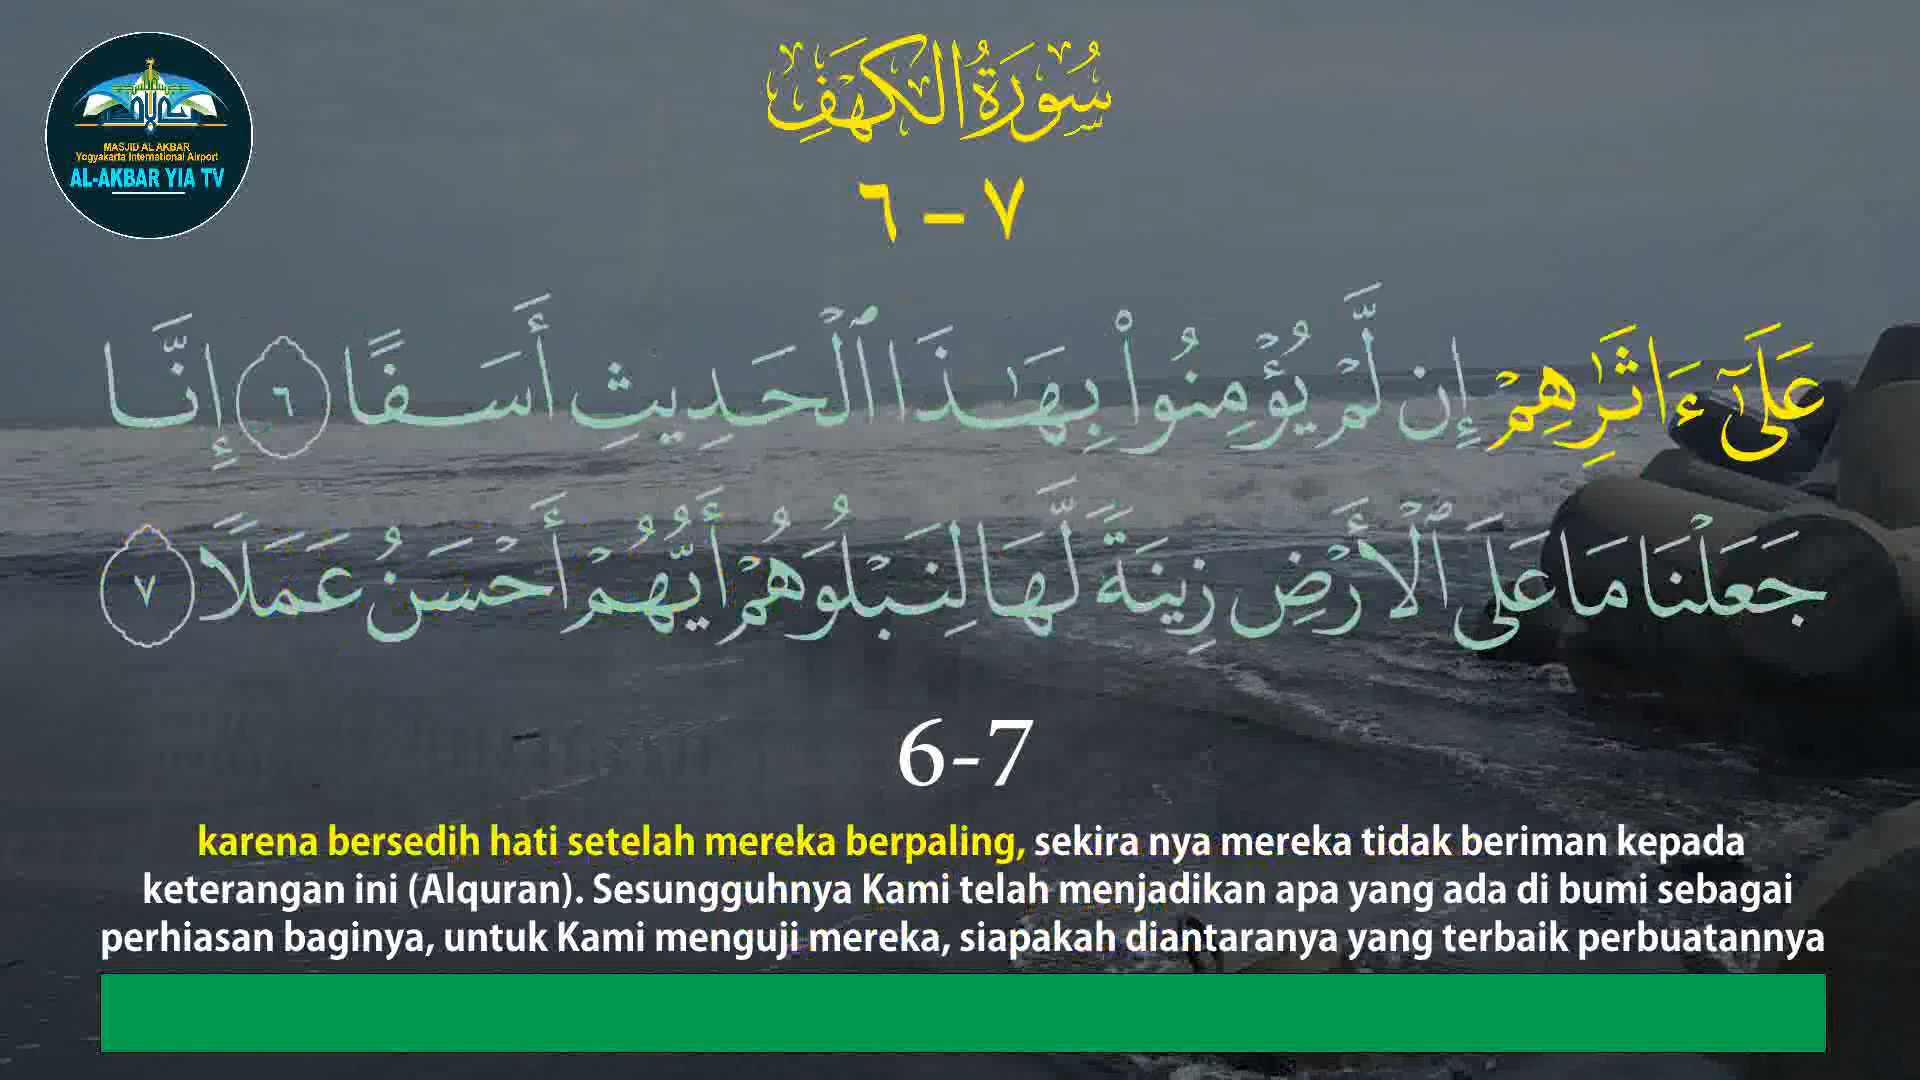 MASJID AL AKBAR
Yogyakarta International Airport
AL-AKBAR YIA TV
سُورَةُ الكَهْفِ
٦ – ٧
عَلَىٰٓ ءَاثَـٰرِهِمْ إِن لَّمْ يُؤْمِنُوا۟ بِهَـٰذَا ٱلْحَدِيثِ أَسَفًا ٦ إِنَّا
جَعَلْنَا مَا عَلَى ٱلْأَرْضِ زِينَةً لَّهَا لِنَبْلُوَهُمْ أَيُّهُمْ أَحْسَنُ عَمَلًا ٧
6-7
karena bersedih hati setelah mereka berpaling, sekira nya mereka tidak beriman kepada
keterangan ini (Alquran). Sesungguhnya Kami telah menjadikan apa yang ada di bumi sebagai
perhiasan baginya, untuk Kami menguji mereka, siapakah diantaranya yang terbaik perbuatannya